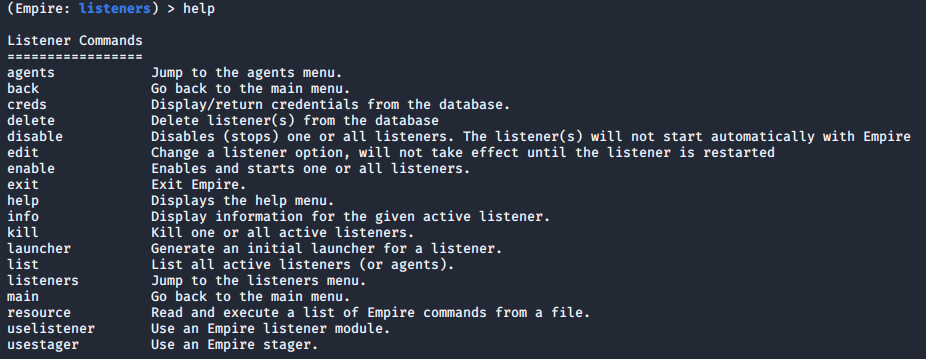 (Empire: listeners) > help
Listener Commands
=================
agents            Jump to the agents menu.
back              Go back to the main menu.
creds             Display/return credentials from the database.
delete            Delete listener(s) from the database
disable           Disables (stops) one or all listeners. The listener(s) will not start automatically with Empire
edit              Change a listener option, will not take effect until the listener is restarted
enable            Enables and starts one or all listeners.
exit              Exit Empire.
help              Displays the help menu.
info              Display information for the given active listener.
kill              Kill one or all active listeners.
launcher          Generate an initial launcher for a listener.
list              List all active listeners (or agents).
listeners         Jump to the listeners menu.
main              Go back to the main menu.
resource          Read and execute a list of Empire commands from a file.
uselistener       Use an Empire listener module.
usestager         Use an Empire stager.